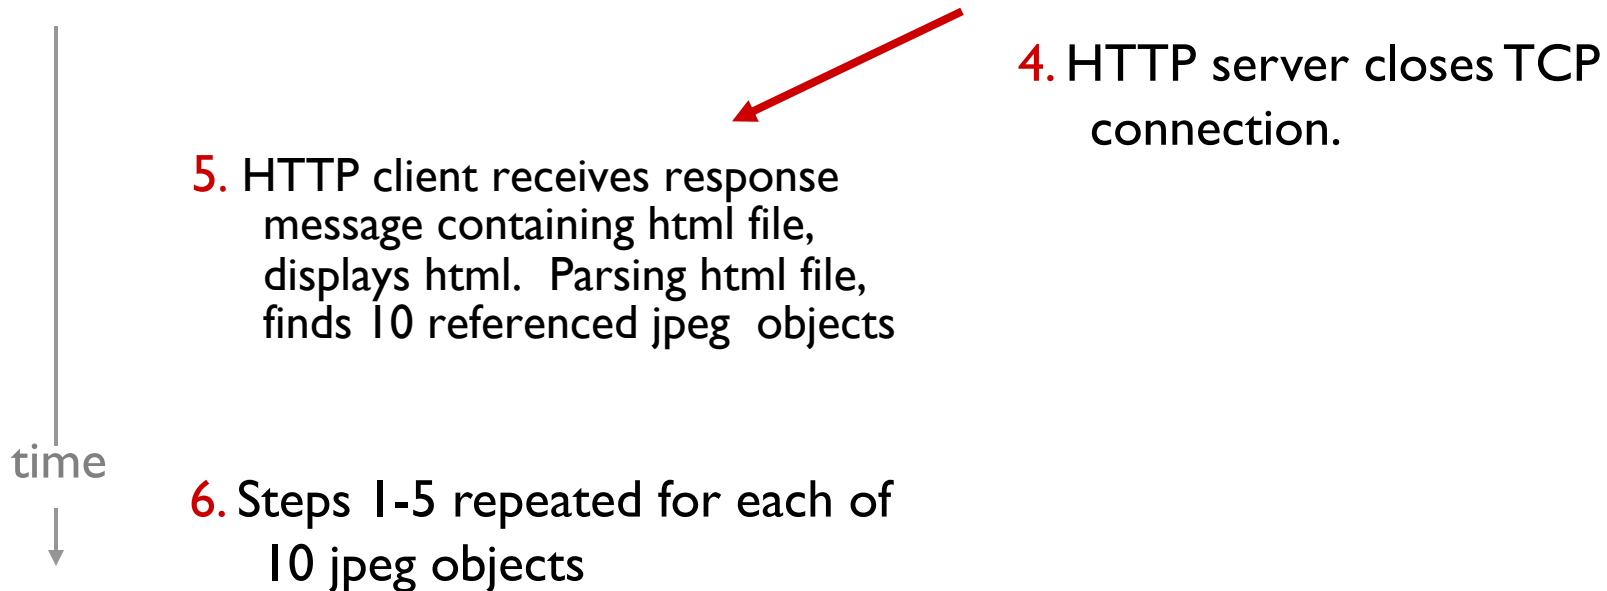 4. HTTP server closes TCP
connection.
5. HTTP client receives response
message containing html file,
displays html.  Parsing html file,
finds 10 referenced jpeg  objects
time
6. Steps 1-5 repeated for each of
10 jpeg objects